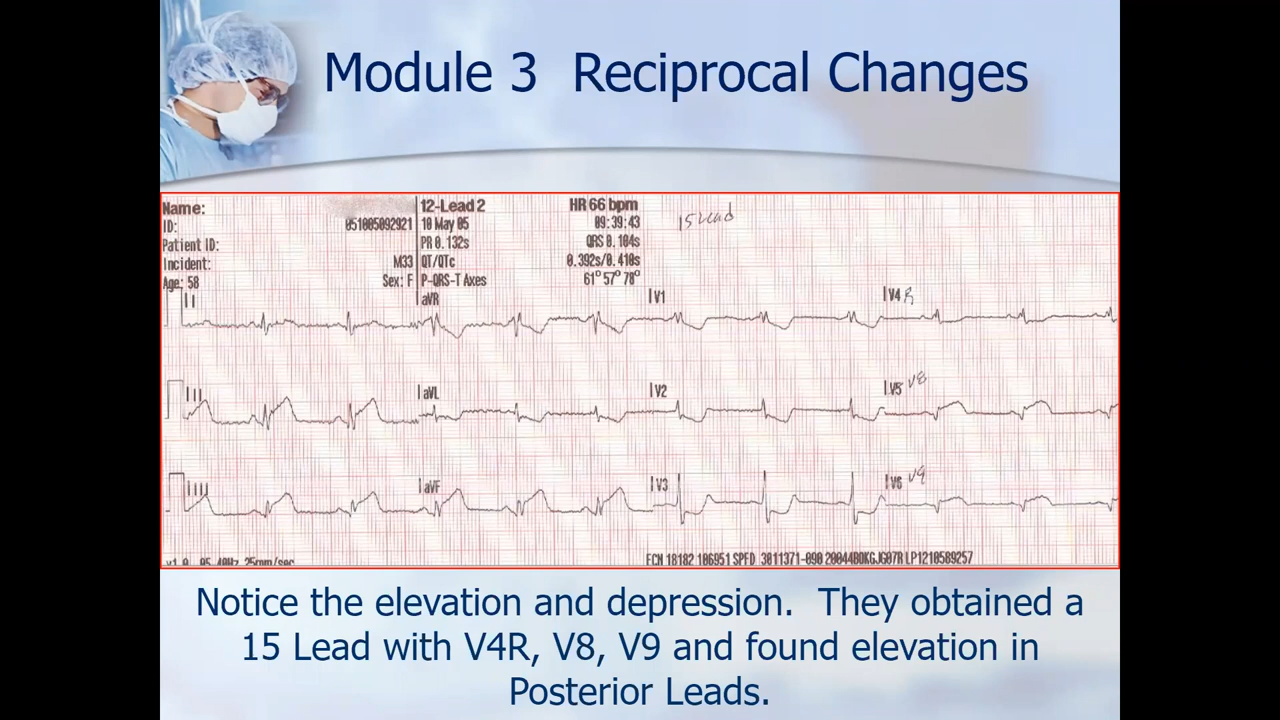 Module 3 Reciprocal Changes
Name:
12-Lead 2
HR 66 bpm
15 Lead
ID:
051005092921
10 May 05
09:39:43
Patient ID:
PR 0.132s
QRS 0.104s
Incident:
M33
QT/QTc
0.392s/0.410s
Age: 58
Sex: F
P-QRS-T Axes
61° 57° 78°
I
aVR
V1
V4 R
II
aVL
V2
V5 V8
III
aVF
V3
V6 V9
25mm/sec
Notice the elevation and depression. They obtained a
15 Lead with V4R, V8, V9 and found elevation in
Posterior Leads.